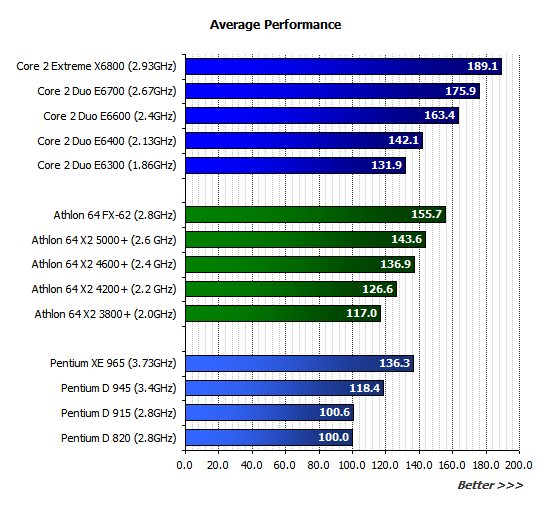 Average Performance
Core 2 Extreme X6800 (2.93GHz) 189.1
Core 2 Duo E6700 (2.67GHz) 175.9
Core 2 Duo E6600 (2.4GHz) 163.4
Core 2 Duo E6400 (2.13GHz) 142.1
Core 2 Duo E6300 (1.86GHz) 131.9
Athlon 64 FX-62 (2.8GHz) 155.7
Athlon 64 X2 5000+ (2.6 GHz) 143.6
Athlon 64 X2 4600+ (2.4 GHz) 136.9
Athlon 64 X2 4200+ (2.2 GHz) 126.6
Athlon 64 X2 3800+ (2.0GHz) 117.0
Pentium XE 965 (3.73GHz) 136.3
Pentium D 945 (3.4GHz) 118.4
Pentium D 915 (2.8GHz) 100.6
Pentium D 820 (2.8GHz) 100.0
0.0 20.0 40.0 60.0 80.0 100.0 120.0 140.0 160.0 180.0 200.0
Better >>>